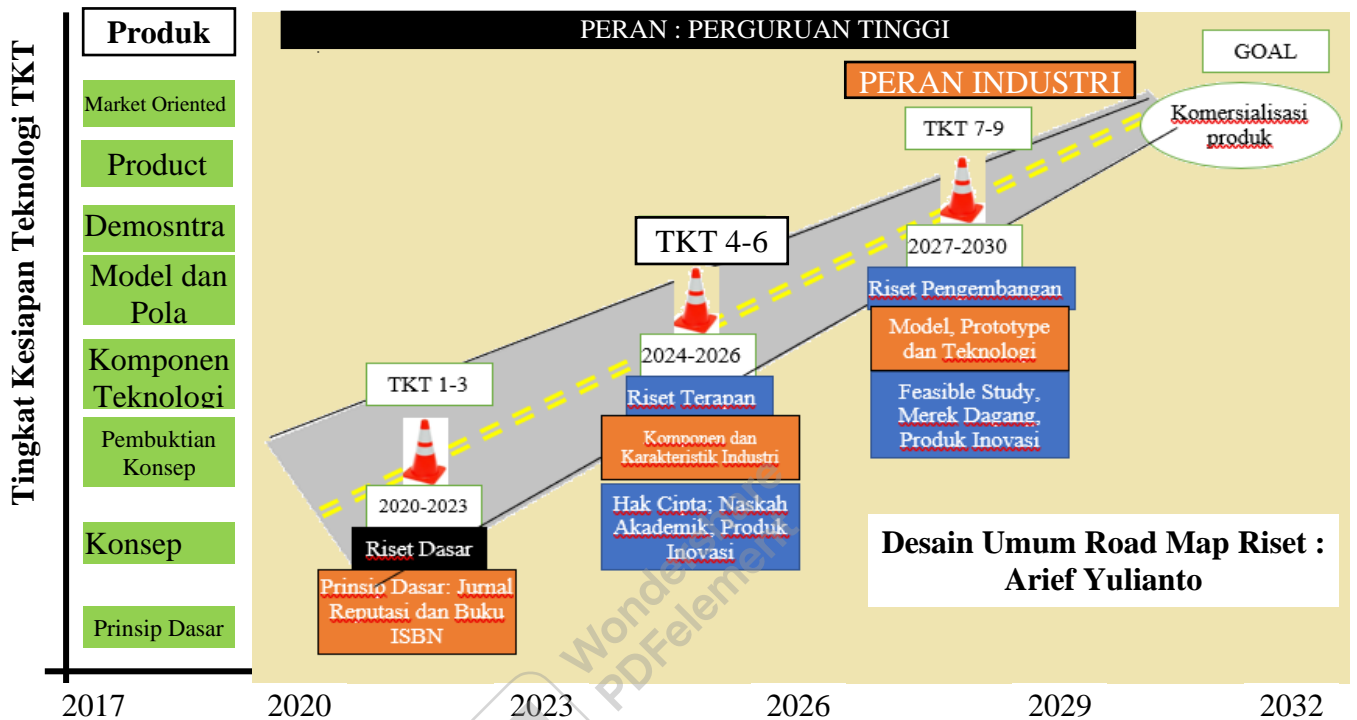 Tingkat Kesiapan Teknologi TKT
Produk
Market Oriented
Product
Demosntra
Model dan
Pola
Komponen
Teknologi
Pembuktian
Konsep
Konsep
Prinsip Dasar
PERAN : PERGURUAN TINGGI
PERAN INDUSTRI
GOAL
Komersialisasi
produk
TKT 7-9
2027-2030
Riset Pengembangan
Model, Prototype
dan Teknologi
Feasible Study,
Merek Dagang,
Produk Inovasi
TKT 4-6
2024-2026
Riset Terapan
Komponen dan
Karakteristik Industri
Hak Cipta; Naskah
Akademik; Produk
Inovasi
TKT 1-3
2020-2023
Riset Dasar
Prinsip Dasar: Jurnal
Reputasi dan Buku
ISBN
Desain Umum Road Map Riset :
Arief Yulianto
Wondershare
PDFelement
2017 2020 2023 2026 2029 2032